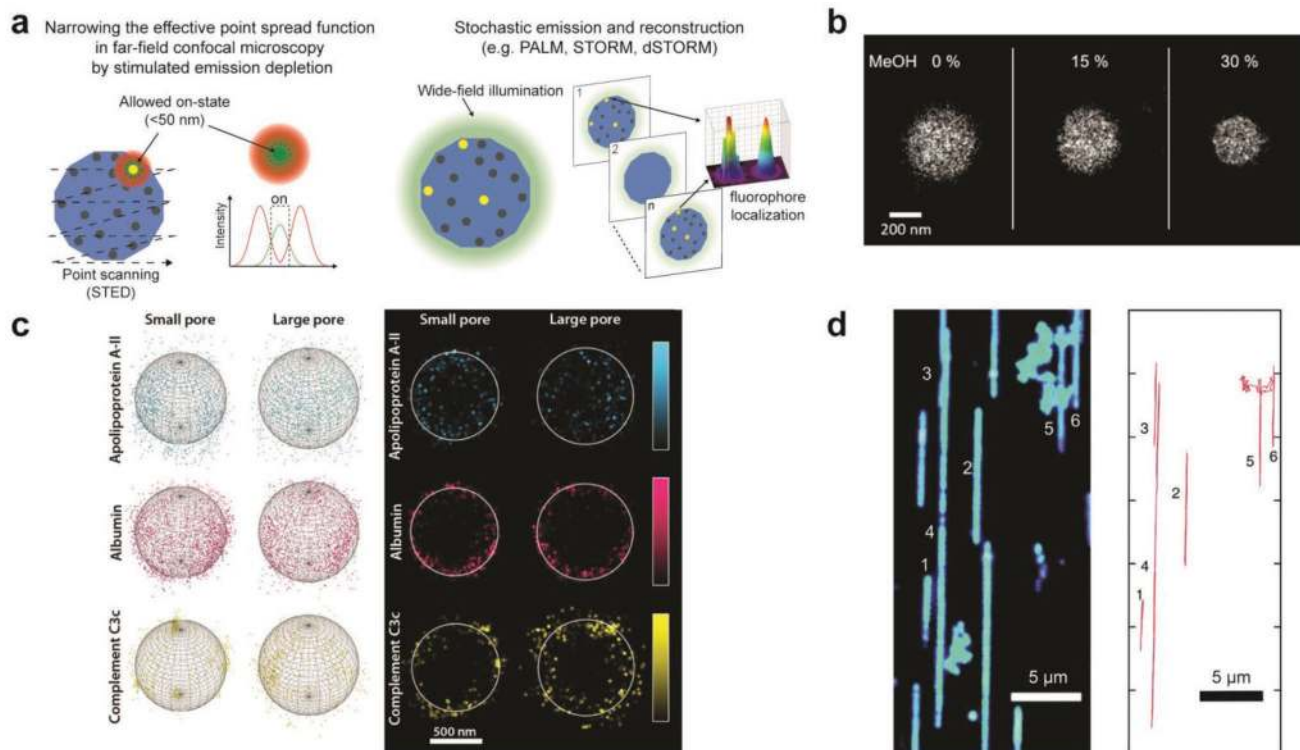 a
Narrowing the effective point spread function
in far-field confocal microscopy
by stimulated emission depletion
Allowed on-state
(<50 nm)
on
Intensity
Point scanning
(STED)
Stochastic emission and reconstruction
(e.g. PALM, STORM, dSTORM)
Wide-field illumination
1
2
n
fluorophore
localization
b
MeOH 0 % 15 % 30 %
200 nm
c
Small pore Large pore Small pore Large pore
Apolipoprotein A-II Apolipoprotein A-II
Albumin Albumin
Complement C3c Complement C3c
500 nm
d
3
6
5
2
4
1
5 μm
3
6
5
2
4
1
5 μm